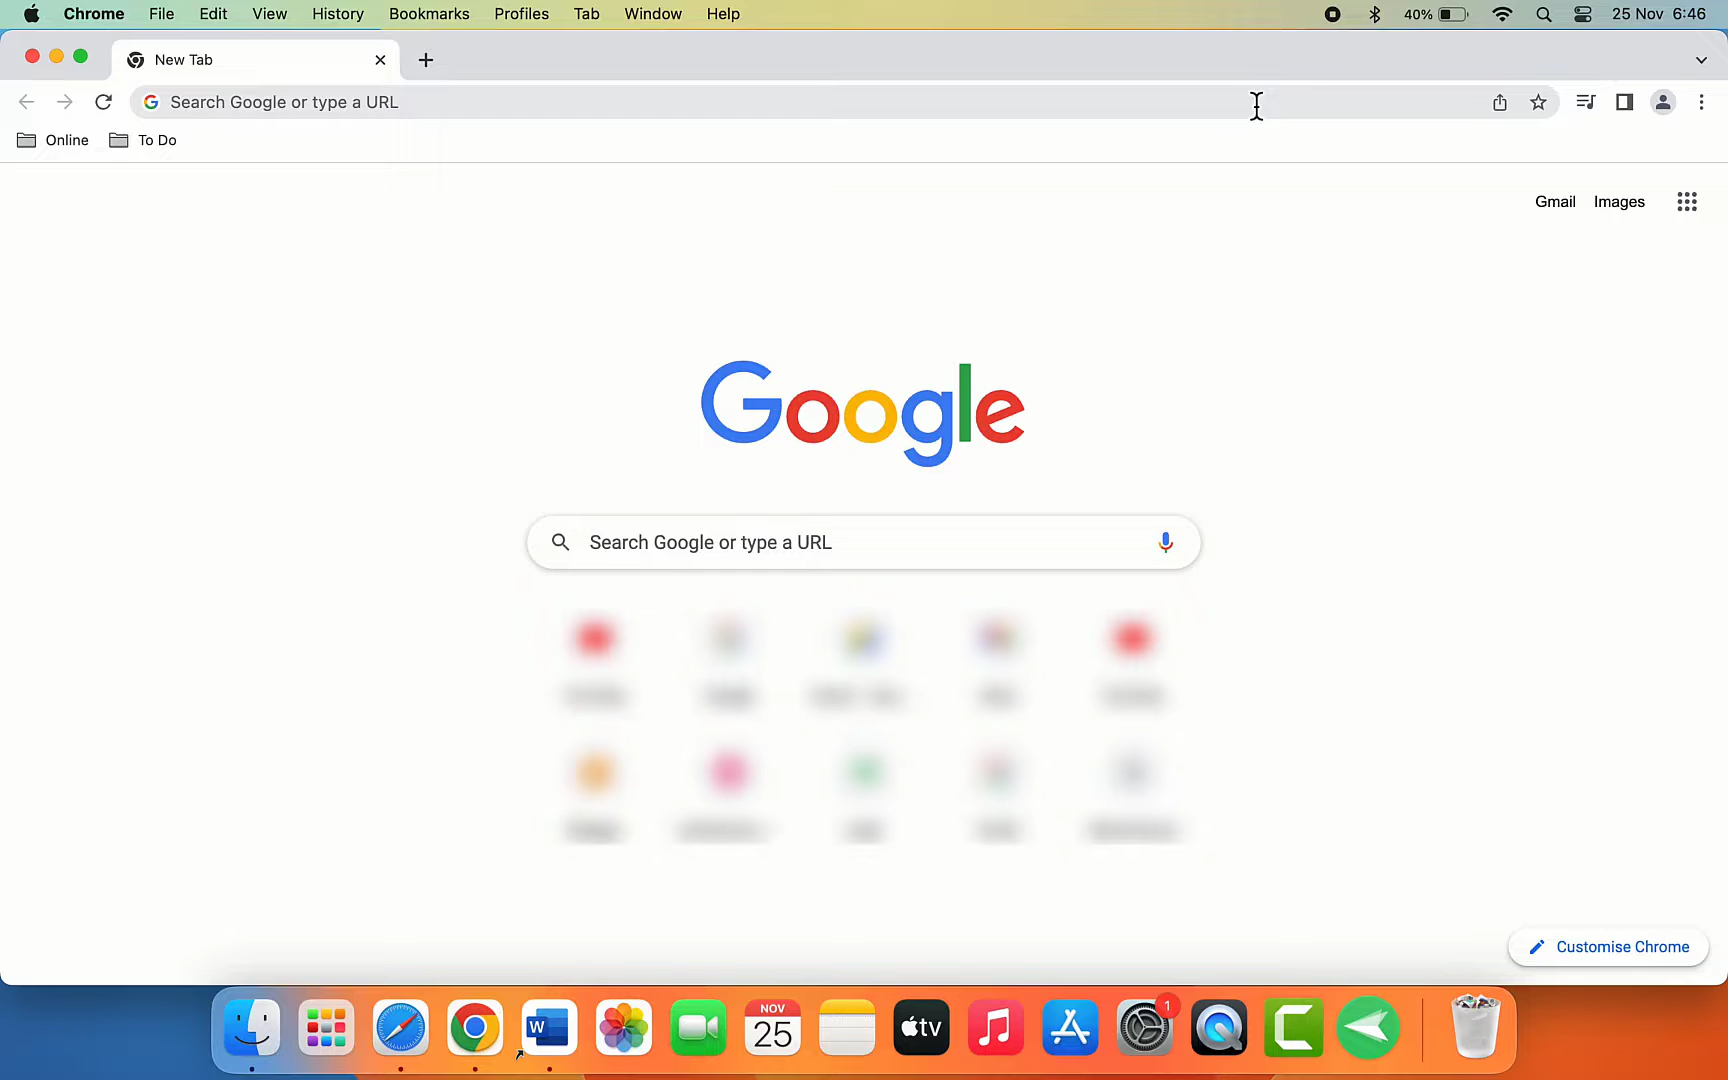 Chrome File Edit View History Bookmarks Profiles Tab Window Help 40% 25 Nov 6:46
New Tab
Search Google or type a URL
Online To Do
Gmail Images
Google
Search Google or type a URL
Customise Chrome
W NOV 25 tv 1